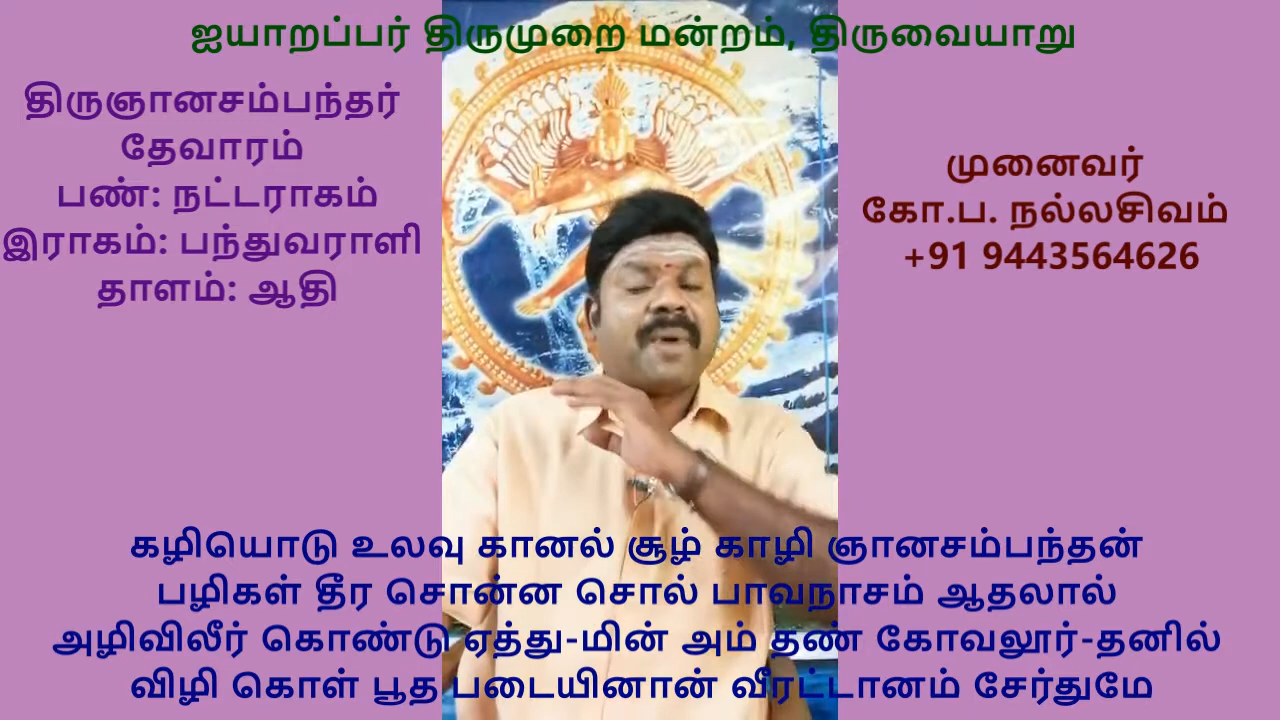 ஐயாறப்பர் திருமுறை மன்றம், திருவையாறு
திருஞானசம்பந்தர்
தேவாரம்
பண்: நட்டராகம்
இராகம்: பந்துவராளி
தாளம்: ஆதி
முனைவர்
கோ.ப. நல்லசிவம்
+91 9443564626
கழியொடு உலவு கானல் சூழ் காழி ஞானசம்பந்தன்
பழிகள் தீர சொன்ன சொல் பாவநாசம் ஆதலால்
அழிவிலீர் கொண்டு ஏத்து-மின் அம் தண் கோவலூர்-தனில்
விழி கொள் பூத படையினான் வீரட்டானம் சேர்துமே